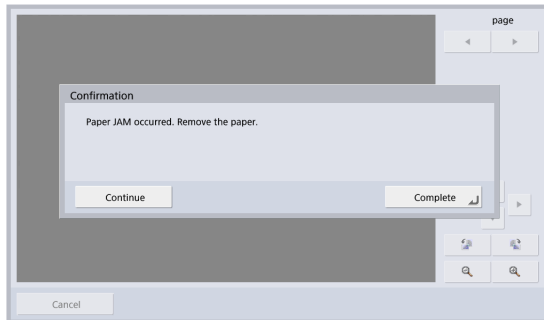 page
Confirmation
Paper JAM occurred. Remove the paper.
Continue
Complete
Cancel